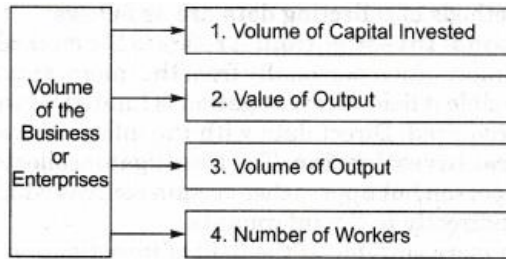 Volume
of the
Business
or
Enterprises
1. Volume of Capital Invested
2. Value of Output
3. Volume of Output
4. Number of Workers